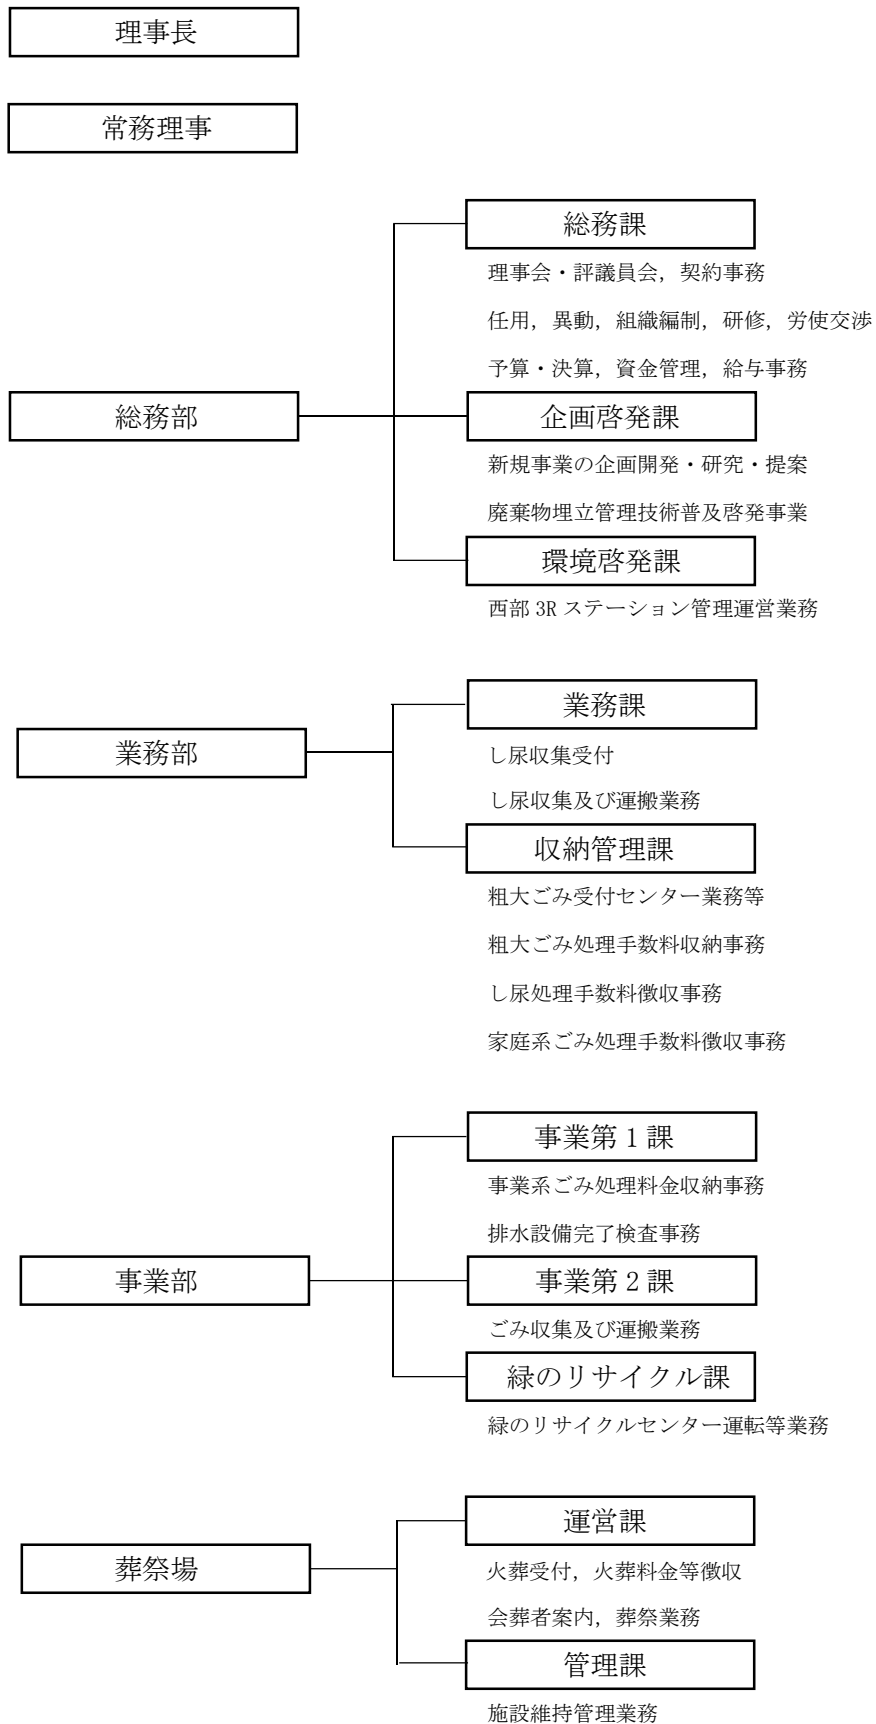 理事長
常務理事
総務課
理事会・評議員会，契約事務
任用，異動，組織編制，研修，労使交渉
予算・決算，資金管理，給与事務
総務部
企画啓発課
新規事業の企画開発・研究・提案
廃棄物埋立管理技術普及啓発事業
環境啓発課
西部 3R ステーション管理運営業務
業務課
業務部
し尿収集受付
し尿収集及び運搬業務
収納管理課
粗大ごみ受付センター業務等
粗大ごみ処理手数料収納事務
し尿処理手数料徴収事務
家庭系ごみ処理手数料徴収事務
事業第 1 課
事業系ごみ処理料金収納事務
排水設備完了検査事務
事業部
事業第 2 課
ごみ収集及び運搬業務
緑のリサイクル課
緑のリサイクルセンター運転等業務
運営課
葬祭場
火葬受付，火葬料金等徴収
会葬者案内，葬祭業務
管理課
施設維持管理業務